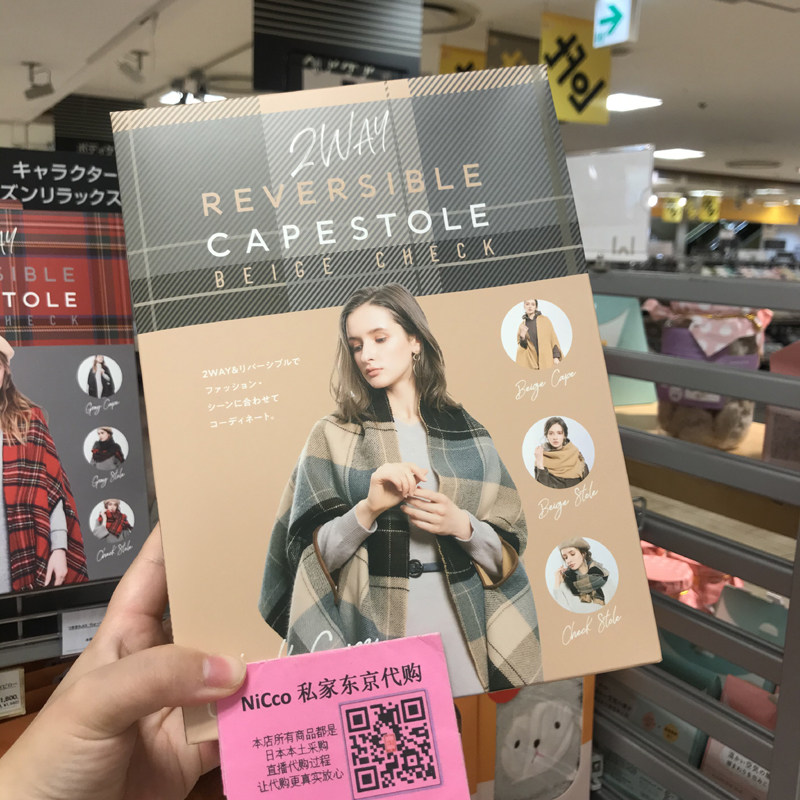 2WAY
REVERSIBLE
CAPESTOLE
BEIGE CHECK
2WAY&リバーシブルで
ファッション・
シーンに合わせて
コーディネート。
Beige Cape
Beige Stole
Check Stole
NiCco 私家东京代购
本店所有商品都是
日本本土采购
直播代购过程
让代购更真实放心
キャラクター
ズンリラックス
WAY
SIBLE
STOLE
HECK
Gray Cape
Gray Stole
Check Stole